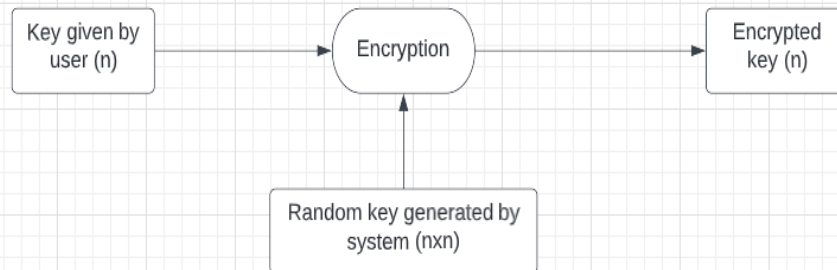 Key given by
user (n)
Encryption
Encrypted
key (n)
Random key generated by
system (nxn)